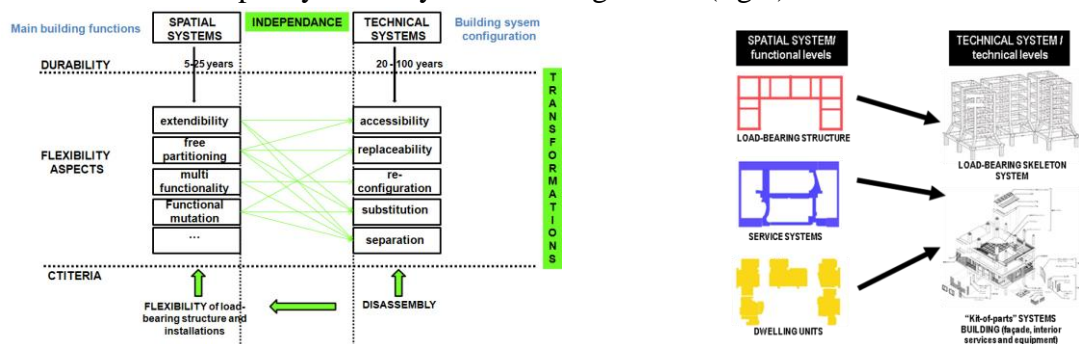 Main building functions
SPATIAL
SYSTEMS
INDEPENDANCE
TECHNICAL
SYSTEMS
Building sysem
configuration
DURABILITY
5-25 years
20 - 100 years
FLEXIBILITY
ASPECTS
extendibility
free
partitioning
multi
functionality
Functional
mutation
...
accessibility
replaceability
re-
configuration
substitution
separation
TRANSFORMATIONS
CTITERIA
FLEXIBILITY of load-
bearing structure and
installations
DISASSEMBLY
SPATIAL SYSTEM/
functional levels
TECHNICAL SYSTEM /
technical levels
LOAD-BEARING STRUCTURE
LOAD-BEARING SKELETON
SYSTEM
SERVICE SYSTEMS
DWELLING UNITS
"Kit-of-parts" SYSTEMS
BUILDING (façade, interior
services and equipment)